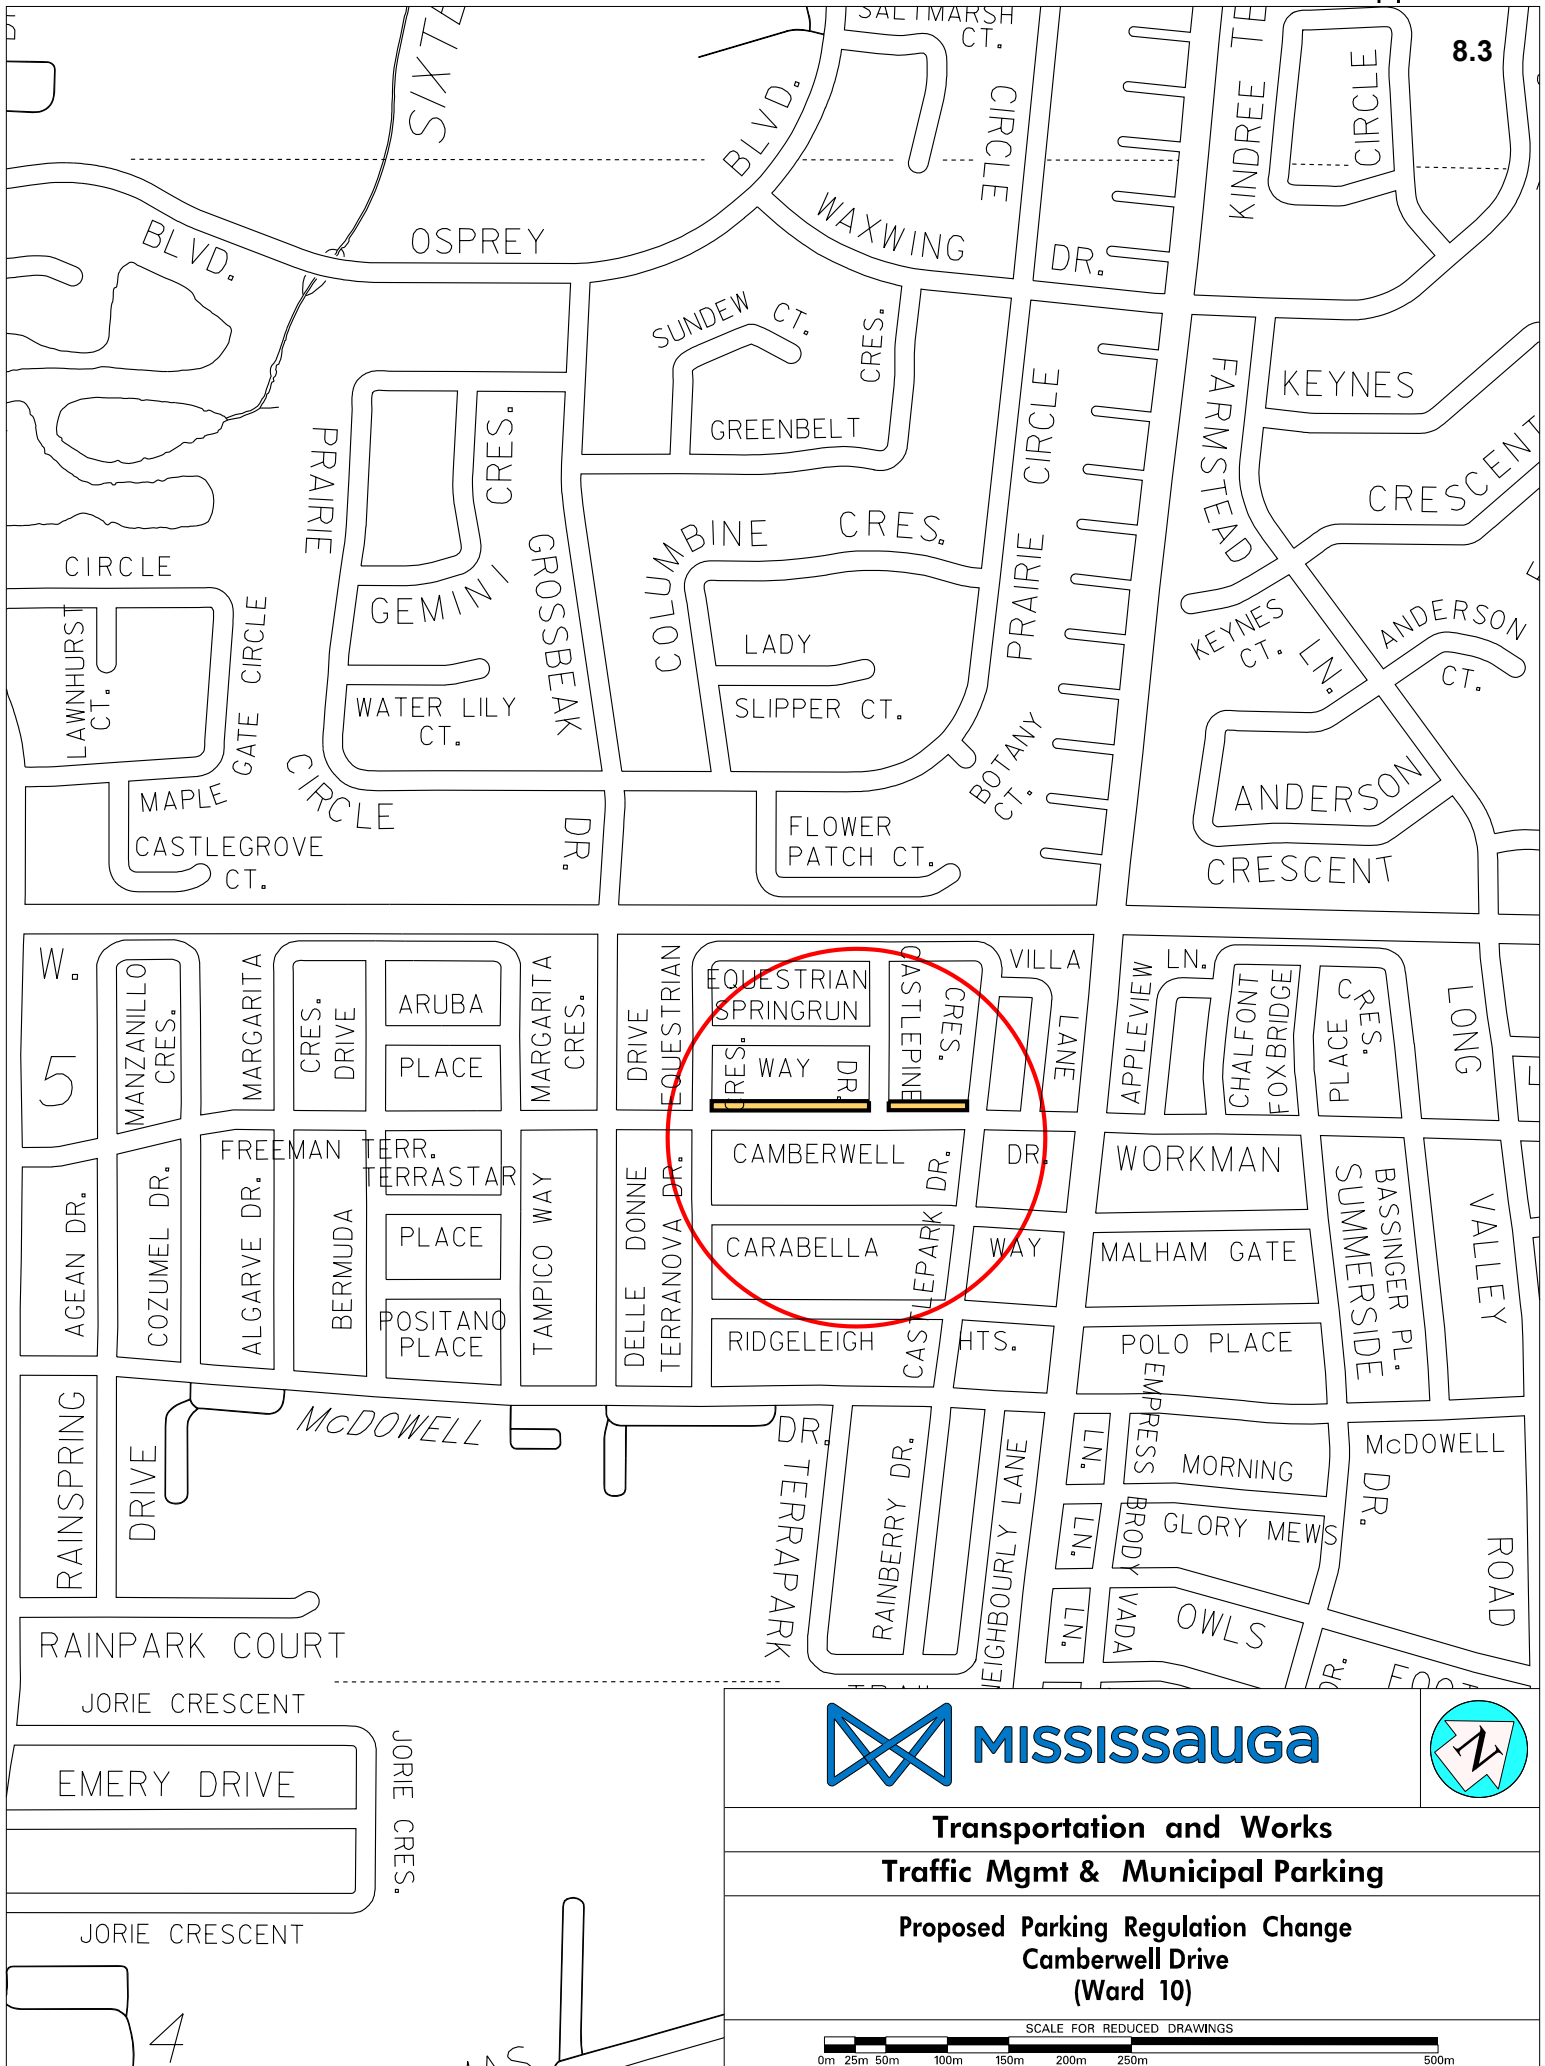 8.3
SALTMARSH
CT.
BLVD.
CIRCLE
KINDREE
CIRCLE
BLVD.
OSPREY
WAXWING
DR.
SUNDEW CT.
CRES.
GREENBELT
PRAIRIE
CRES.
GEMINI
GROSSBEAK
DR.
COLUMBINE CRES.
PRAIRIE CIRCLE
FARMSTEAD
LN.
KEYNES
CRESCENT
KEYNES
CT.
ANDERSON
CT.
CIRCLE
LAWNHURST
CT.
GATE CIRCLE
MAPLE
WATER LILY
CT.
CIRCLE
LADY
SLIPPER CT.
BOTANY
CT.
ANDERSON
CRESCENT
CASTLEGROVE
CT.
FLOWER
PATCH CT.
W.
5
MANZANILLO
CRES.
MARGARITA
CRES.
DRIVE
ARUBA
PLACE
MARGARITA
CRES.
DRIVE
EQUESTRIAN
EQUESTRIAN
SPRINGRUN
CRES.
WAY
DR.
CASTLEPINE
CRES.
VILLA
LANE
APPLEVIEW
LN.
CHALFONT
FOXBRIDGE
CRES.
PLACE
LONG
FREEMAN TERR.
TERRASTAR
PLACE
POSITANO
PLACE
AGEAN DR.
COZUMEL DR.
ALGARVE DR.
BERMUDA
TAMPICO WAY
DELLE DONNE
TERRANOVA DR.
CAMBERWELL
DR.
CARABELLA
WAY
CASTLEPARK DR.
RIDGELEIGH
HTS.
WORKMAN
MALHAM GATE
POLO PLACE
SUMMERSIDE
BASSINGER PL.
VALLEY
RAINSPRING
DRIVE
McDOWELL
DR.
TERRAPARK
RAINBERRY DR.
LN.
EMPRESS
MORNING
McDOWELL
DR.
LN.
BRODY
GLORY MEWS
ROAD
LN.
VADA
OWLS
DR.
RAINPARK COURT
JORIE CRESCENT
JORIE CRES.
EMERY DRIVE
JORIE CRESCENT
4
MISSISSAUGA
N
Transportation and Works
Traffic Mgmt & Municipal Parking
Proposed Parking Regulation Change
Camberwell Drive
(Ward 10)
SCALE FOR REDUCED DRAWINGS
0m 25m 50m 100m 150m 200m 250m 500m